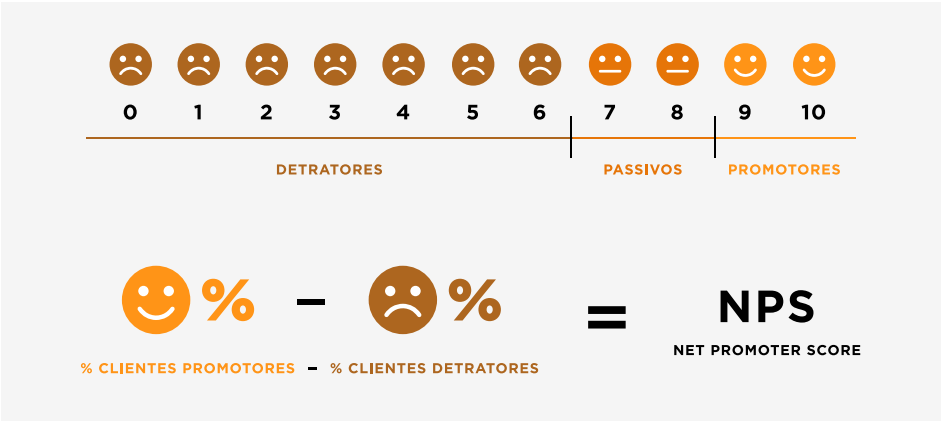 0 1 2 3 4 5 6 7 8 9 10
DETRATORES PASSIVOS PROMOTORES
% - % = NPS
NET PROMOTER SCORE
% CLIENTES PROMOTORES - % CLIENTES DETRATORES